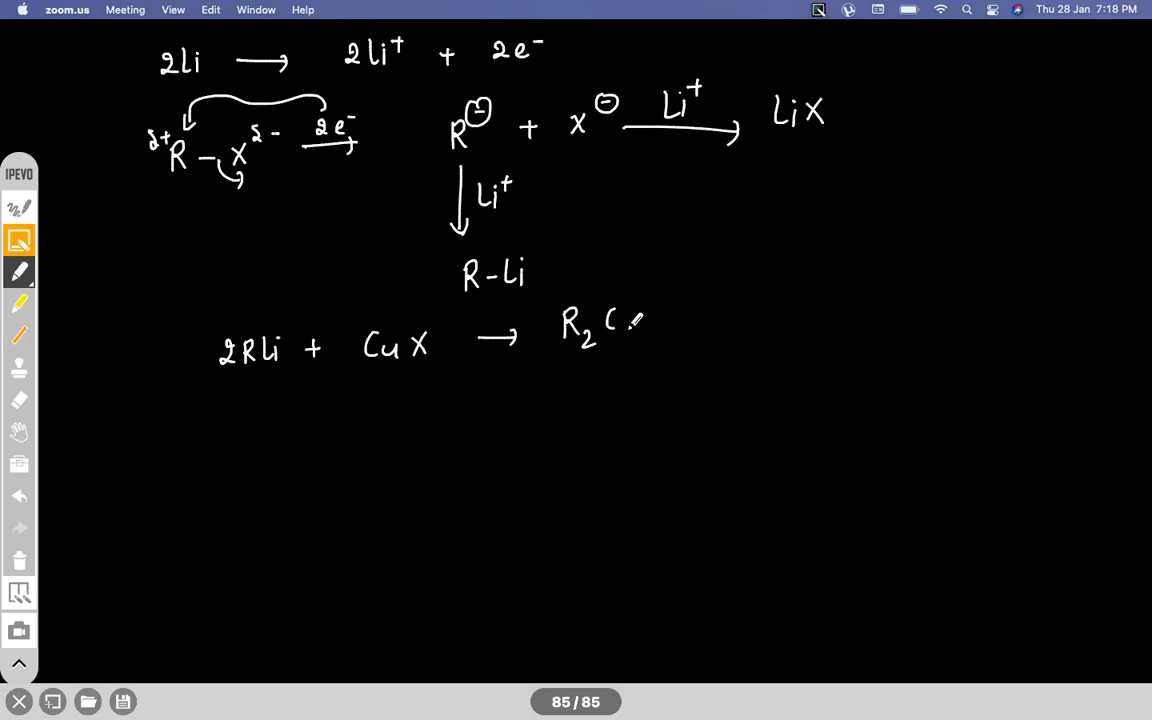 zoom.us Meeting View Edit Window Help Thu 28 Jan 7:18 PM
2Li ⟶ 2Li⁺ + 2e⁻
R^⊖ + X^⊖ —Li⁺→ LiX
δ+ R – X δ- —2e⁻→
↓ Li⁺
IPEVO
R-Li
2RLi + CuX → R₂ C
85/85